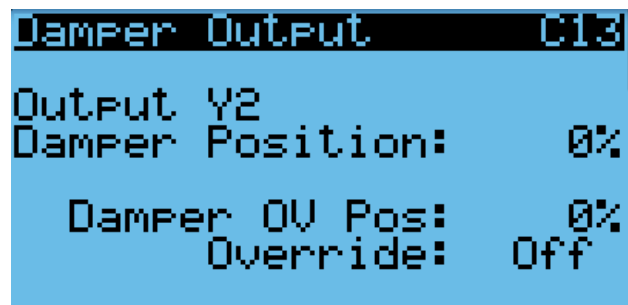 Damper Output C13
Output Y2
Damper Position: 0%
Damper OV Pos: 0%
Override: Off